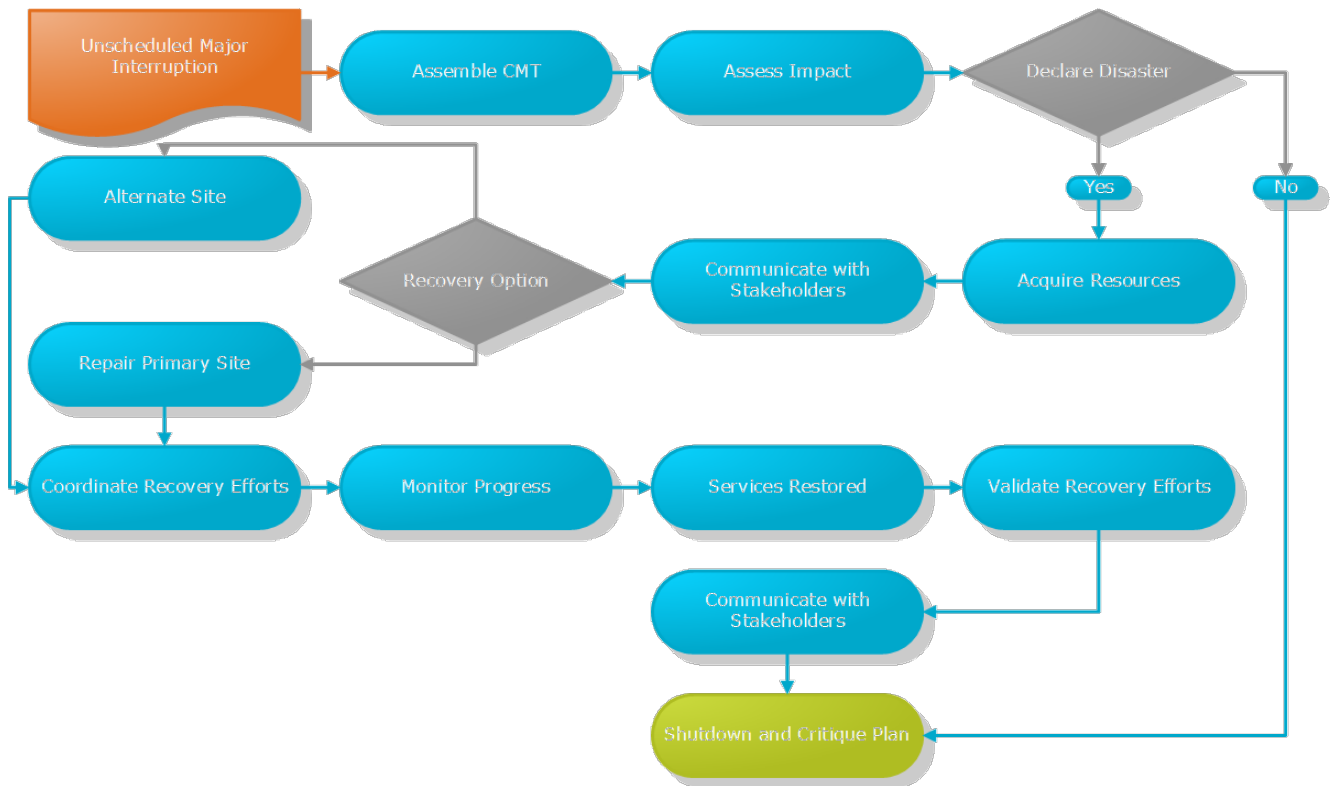 Unscheduled Major
Interruption
Assemble CMT
Assess Impact
Declare Disaster
Yes
No
Alternate Site
Recovery Option
Communicate with
Stakeholders
Acquire Resources
Repair Primary Site
Coordinate Recovery Efforts
Monitor Progress
Services Restored
Validate Recovery Efforts
Communicate with
Stakeholders
Shutdown and Critique Plan